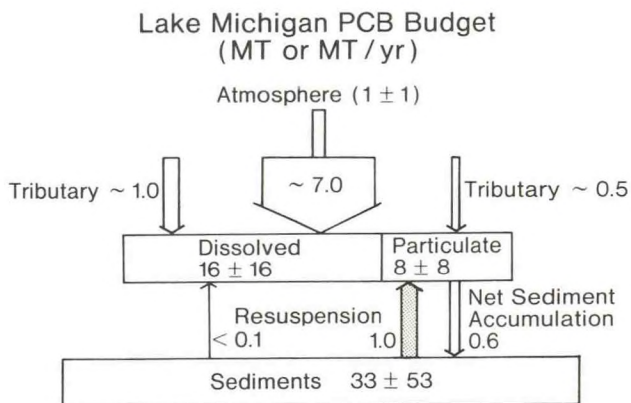 Lake Michigan PCB Budget
(MT or MT/yr)
Atmosphere (1 ± 1)
Tributary ~ 1.0
~ 7.0
Tributary ~ 0.5
Dissolved
16 ± 16
Particulate
8 ± 8
Resuspension
< 0.1
1.0
Net Sediment
Accumulation
0.6
Sediments 33 ± 53